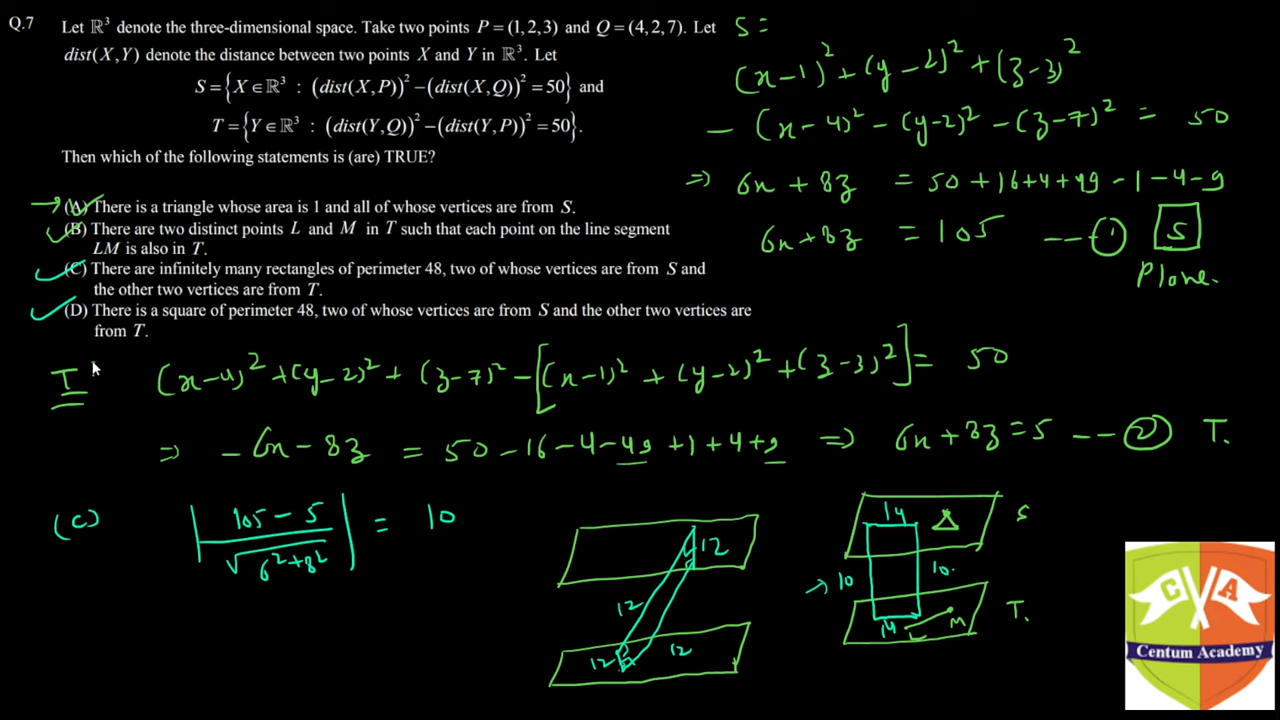 Q.7 Let ℝ³ denote the three-dimensional space. Take two points P = (1, 2, 3) and Q = (4, 2, 7). Let
dist(X,Y) denote the distance between two points X and Y in ℝ³. Let
S = {X ∈ ℝ³ : (dist(X,P))² − (dist(X,Q))² = 50} and
T = {Y ∈ ℝ³ : (dist(Y,Q))² − (dist(Y,P))² = 50}.
Then which of the following statements is (are) TRUE?
(A) There is a triangle whose area is 1 and all of whose vertices are from S.
(B) There are two distinct points L and M in T such that each point on the line segment
LM is also in T.
(C) There are infinitely many rectangles of perimeter 48, two of whose vertices are from S and
the other two vertices are from T.
(D) There is a square of perimeter 48, two of whose vertices are from S and the other two vertices are
from T.
S =
(x−1)² + (y−2)² + (z−3)²
− (x−4)² − (y−2)² − (z−7)² = 50
⇒ 6x + 8z = 50+16+4+49−1−4−9
6x+8z = 105 --- ① S
Plane.
T (x−4)² + (y−2)² + (z−7)² − [(x−1)² + (y−2)² + (z−3)²] = 50
⇒ −6x − 8z = 50 −16 −4 −49 +1+4+9 ⇒ 6x+8z = 5 --- ② T.
(C) |105−5 / √6²+8²| = 10
12
12
12
12
14
S
→ 10
10.
14
L
M
T.
C A
Centum Academy